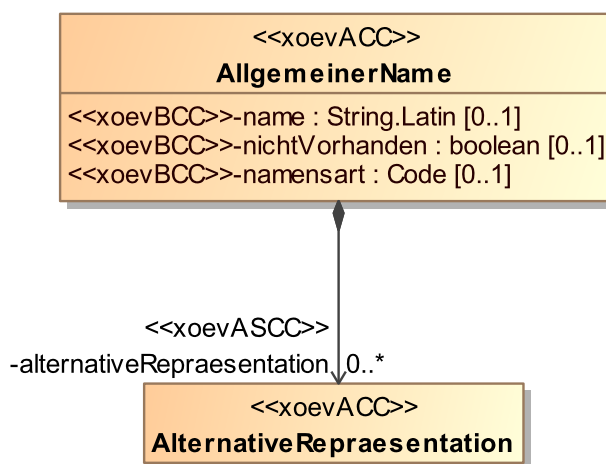 <<xoevACC>>
AllgemeinerName
<<xoevBCC>>-name : String.Latin [0..1]
<<xoevBCC>>-nichtVorhanden : boolean [0..1]
<<xoevBCC>>-namensart : Code [0..1]
<<xoevASCC>>
-alternativeRepraesentation 0..*
<<xoevACC>>
AlternativeRepraesentation